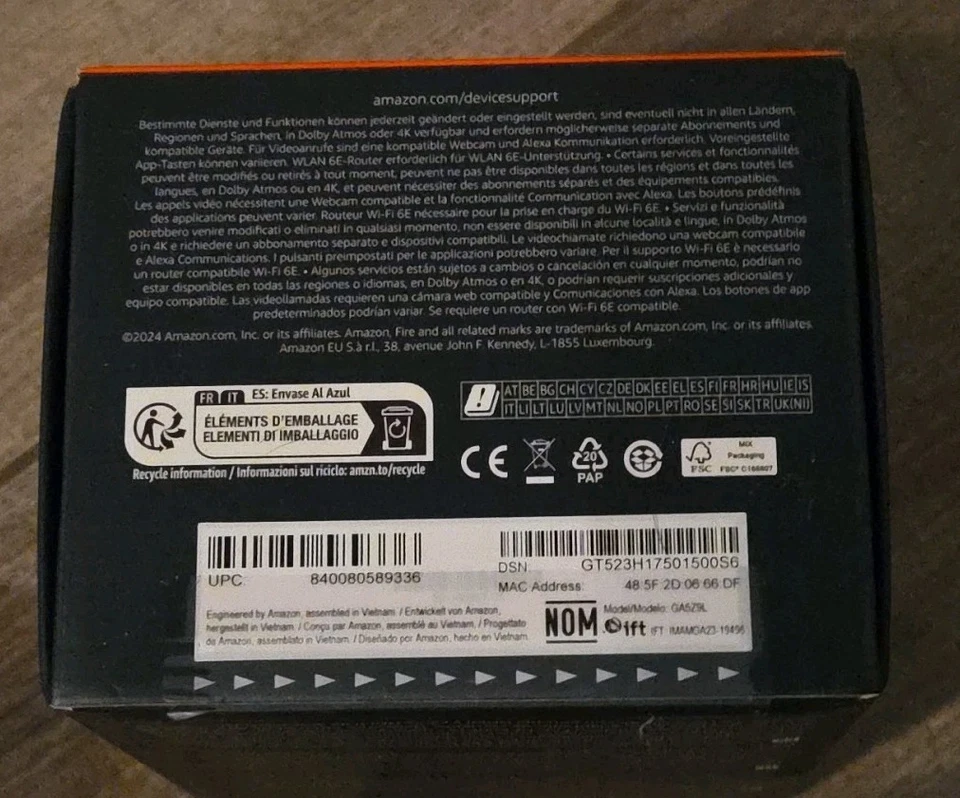 amazon.com/devicesupport
Bestimmte Dienste und Funktionen können jederzeit geändert oder eingestellt werden, sind eventuell nicht in allen Ländern,
Regionen und Sprachen, in Dolby Atmos oder 4K verfügbar und erfordern möglicherweise separate Abonnements und
kompatible Geräte. Für Videoanrufe sind eine kompatible Webcam und Alexa Kommunikation erforderlich. Voreingestellte
App-Tasten können variieren. WLAN 6E-Router erforderlich für WLAN 6E-Unterstützung. • Certains services et fonctionnalités
peuvent être modifiés ou retirés à tout moment, peuvent ne pas être disponibles dans toutes les régions et dans toutes les
langues, en Dolby Atmos ou en 4K, et peuvent nécessiter des abonnements séparés et des équipements compatibles.
Les appels vidéo nécessitent une Webcam compatible et la fonctionnalité Communication avec Alexa. Les boutons prédéfinis
des applications peuvent varier. Routeur Wi-Fi 6E nécessaire pour la prise en charge du Wi-Fi 6E. • Servizi e funzionalità
potrebbero venire modificati o eliminati in qualsiasi momento, non essere disponibili in alcune località e lingue, in Dolby Atmos
o in 4K e richiedere un abbonamento separato e dispositivi compatibili. Le videochiamate richiedono una webcam compatibile
e Alexa Communications. I pulsanti preimpostati per le applicazioni potrebbero variare. Per il supporto Wi-Fi 6E è necessario
un router compatibile Wi-Fi 6E. • Algunos servicios están sujetos a cambios o cancelación en cualquier momento, podrían no
estar disponibles en todas las regiones o idiomas, en Dolby Atmos o en 4K, o podrían requerir suscripciones adicionales y
equipo compatible. Las videollamadas requieren una cámara web compatible y Comunicaciones con Alexa. Los botones de app
predeterminados podrían variar. Se requiere un router con Wi-Fi 6E compatible.
©2024 Amazon.com, Inc. or its affiliates. Amazon, Fire and all related marks are trademarks of Amazon.com, Inc. or its affiliates.
Amazon EU S.à r.l., 38, avenue John F. Kennedy, L-1855 Luxembourg.
FR IT ES: Envase Al Azul
ÉLÉMENTS D'EMBALLAGE
ELEMENTI DI IMBALLAGGIO
Recycle information / Informazioni sul riciclo: amzn.to/recycle
AT BE BG CH CY CZ DE DK EE EL ES FI FR HR HU IE IS
IT LI LT LU LV MT NL NO PL PT RO SE SI SK TR UK(NI)
CE
20
PAP
FSC
MIX
Packaging
FSC® C166607
UPC 840080589336
DSN: GT523H17501500S6
MAC Address: 48 5F 2D 06 66 DF
Engineered by Amazon, assembled in Vietnam. / Entwickelt von Amazon,
hergestellt in Vietnam. / Conçu par Amazon, assemblé au Vietnam. / Progettato
da Amazon, assemblato in Vietnam. / Diseñado por Amazon, hecho en Vietnam.
NOM
Model/Modelo: GA5Z9L
ift IFT: IMAMGA23-19496